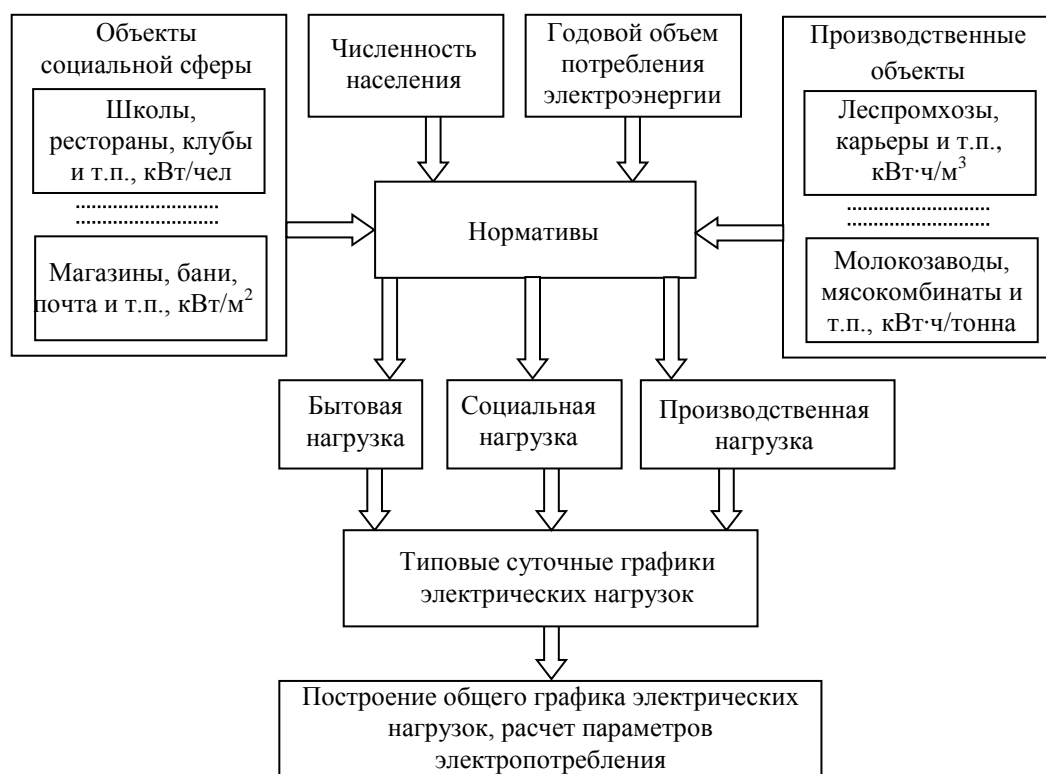 Объекты
социальной сферы
Школы,
рестораны, клубы
и т.п., кВт/чел
Магазины, бани,
почта и т.п., кВт/м²
Численность
населения
Годовой объем
потребления
электроэнергии
Производственные
объекты
Леспромхозы,
карьеры и т.п.,
кВт·ч/м³
Молокозаводы,
мясокомбинаты и
т.п., кВт·ч/тонна
Нормативы
Бытовая
нагрузка
Социальная
нагрузка
Производственная
нагрузка
Типовые суточные графики
электрических нагрузок
Построение общего графика электрических
нагрузок, расчет параметров
электропотребления